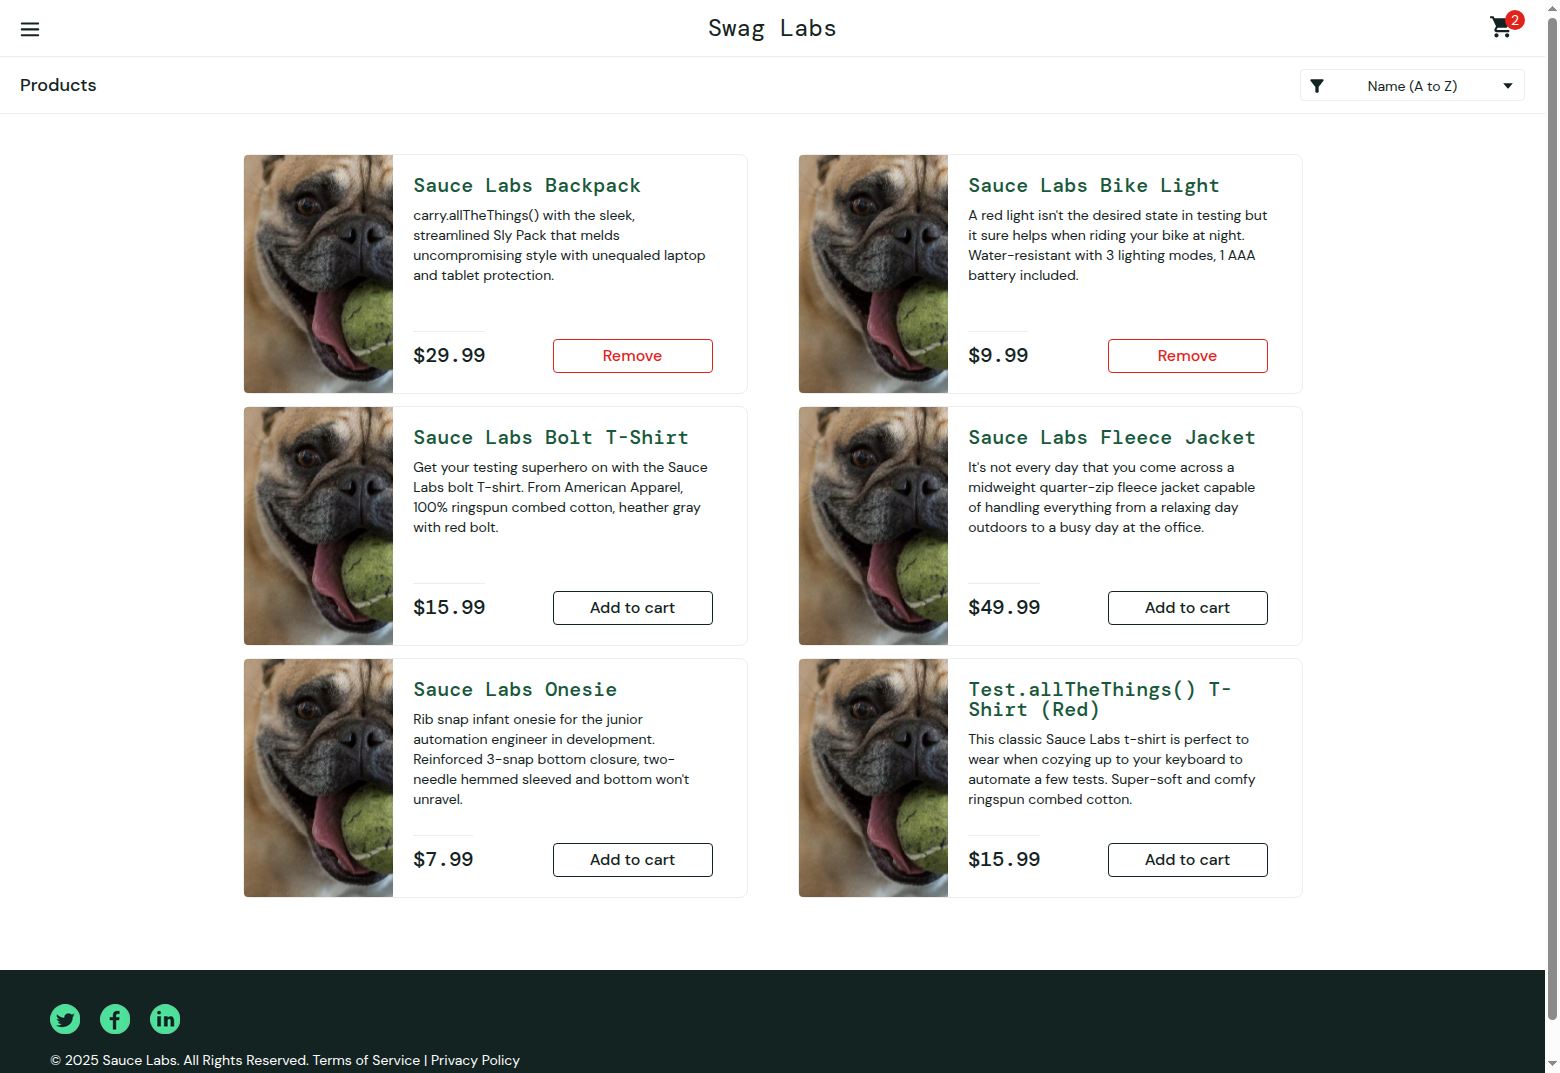 Swag Labs
2
Products
Name (A to Z)
Sauce Labs Backpack
carry.allTheThings() with the sleek,
streamlined Sly Pack that melds
uncompromising style with unequaled laptop
and tablet protection.
$29.99
Remove
Sauce Labs Bike Light
A red light isn't the desired state in testing but
it sure helps when riding your bike at night.
Water-resistant with 3 lighting modes, 1 AAA
battery included.
$9.99
Remove
Sauce Labs Bolt T-Shirt
Get your testing superhero on with the Sauce
Labs bolt T-shirt. From American Apparel,
100% ringspun combed cotton, heather gray
with red bolt.
$15.99
Add to cart
Sauce Labs Fleece Jacket
It's not every day that you come across a
midweight quarter-zip fleece jacket capable
of handling everything from a relaxing day
outdoors to a busy day at the office.
$49.99
Add to cart
Sauce Labs Onesie
Rib snap infant onesie for the junior
automation engineer in development.
Reinforced 3-snap bottom closure, two-
needle hemmed sleeved and bottom won't
unravel.
$7.99
Add to cart
Test.allTheThings() T-
Shirt (Red)
This classic Sauce Labs t-shirt is perfect to
wear when cozying up to your keyboard to
automate a few tests. Super-soft and comfy
ringspun combed cotton.
$15.99
Add to cart
© 2025 Sauce Labs. All Rights Reserved. Terms of Service | Privacy Policy